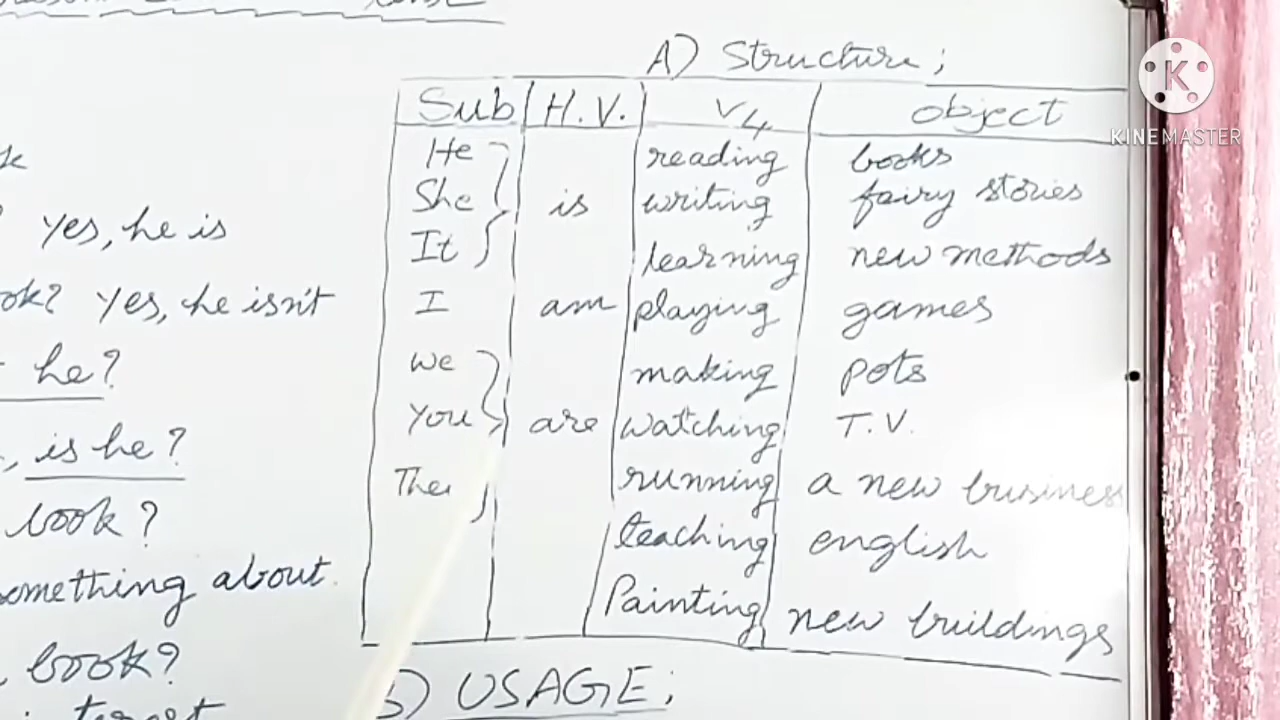 tense
A) Structure;
Sub H.V. V4 object
He reading books
She is writing fairy stories
It learning new methods
I am playing games
we making pots
you are watching T.V.
running a new business
teaching english
Painting new buildings
B) USAGE;
yes, he is
ook? yes, he isn't
he?
, is he?
book?
something about
book?
KINEMASTER